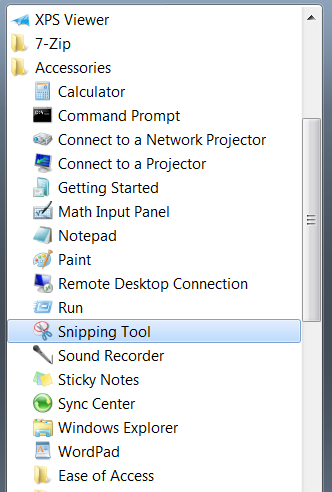 XPS Viewer
7-Zip
Accessories
Calculator
Command Prompt
Connect to a Network Projector
Connect to a Projector
Getting Started
Math Input Panel
Notepad
Paint
Remote Desktop Connection
Run
Snipping Tool
Sound Recorder
Sticky Notes
Sync Center
Windows Explorer
WordPad
Ease of Access